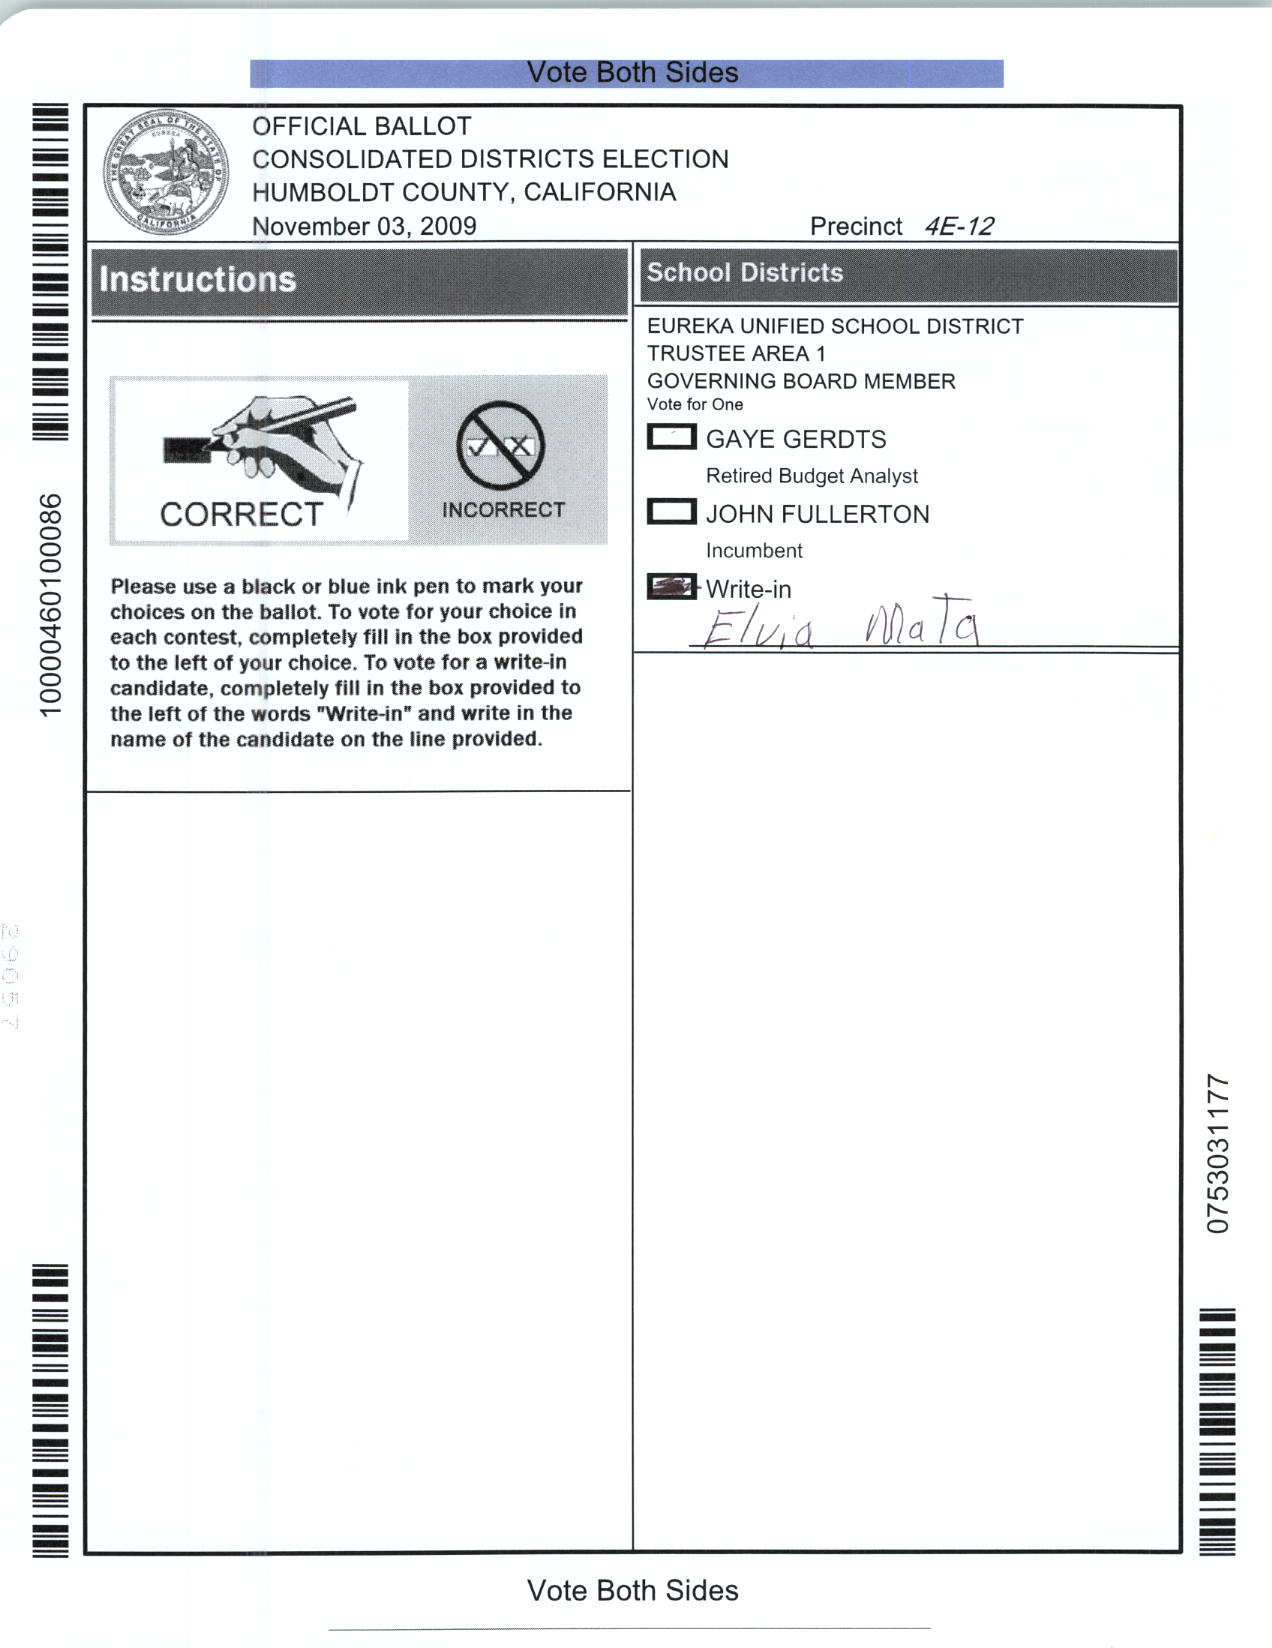 Vote Both Sides
OFFICIAL BALLOT
CONSOLIDATED DISTRICTS ELECTION
HUMBOLDT COUNTY, CALIFORNIA
November 03, 2009 Precinct 4E-12
THE GREAT SEAL OF THE STATE OF CALIFORNIA
EUREKA
Instructions
CORRECT
INCORRECT
Please use a black or blue ink pen to mark your
choices on the ballot. To vote for your choice in
each contest, completely fill in the box provided
to the left of your choice. To vote for a write-in
candidate, completely fill in the box provided to
the left of the words "Write-in" and write in the
name of the candidate on the line provided.
School Districts
EUREKA UNIFIED SCHOOL DISTRICT
TRUSTEE AREA 1
GOVERNING BOARD MEMBER
Vote for One
GAYE GERDTS
Retired Budget Analyst
JOHN FULLERTON
Incumbent
Write-in
Elvia Mata
10000460100086
29057
0753031177
Vote Both Sides